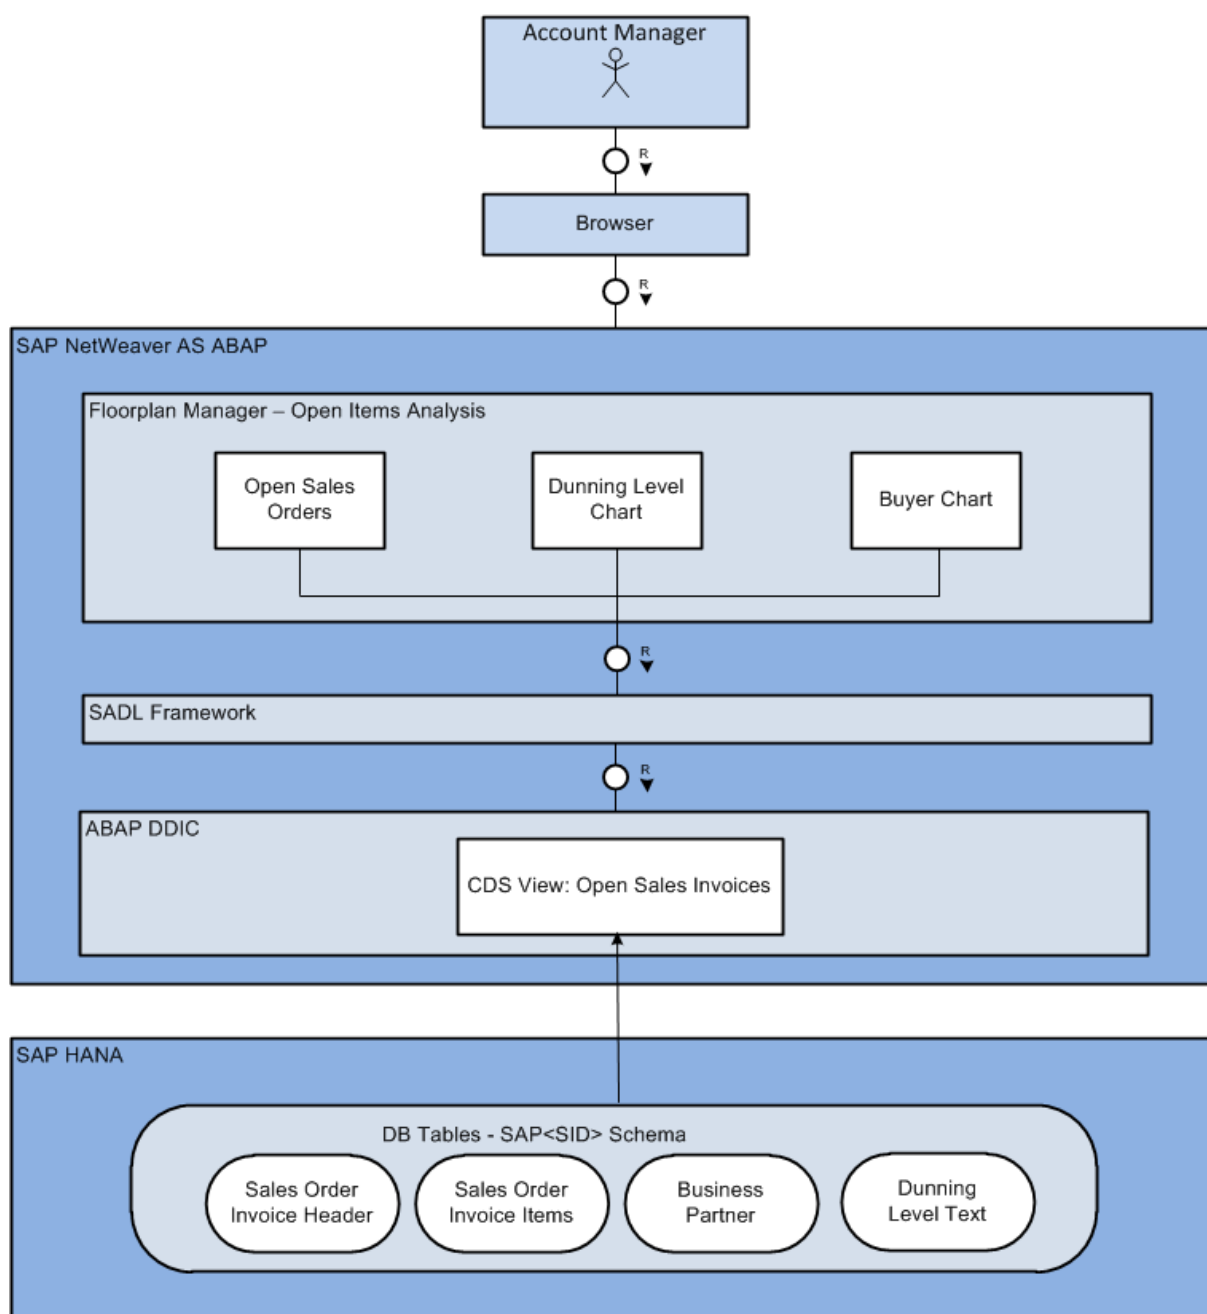 Account Manager
R
Browser
R
SAP NetWeaver AS ABAP
Floorplan Manager – Open Items Analysis
Open Sales
Orders
Dunning Level
Chart
Buyer Chart
R
SADL Framework
R
ABAP DDIC
CDS View: Open Sales Invoices
SAP HANA
DB Tables - SAP<SID> Schema
Sales Order
Invoice Header
Sales Order
Invoice Items
Business
Partner
Dunning
Level Text